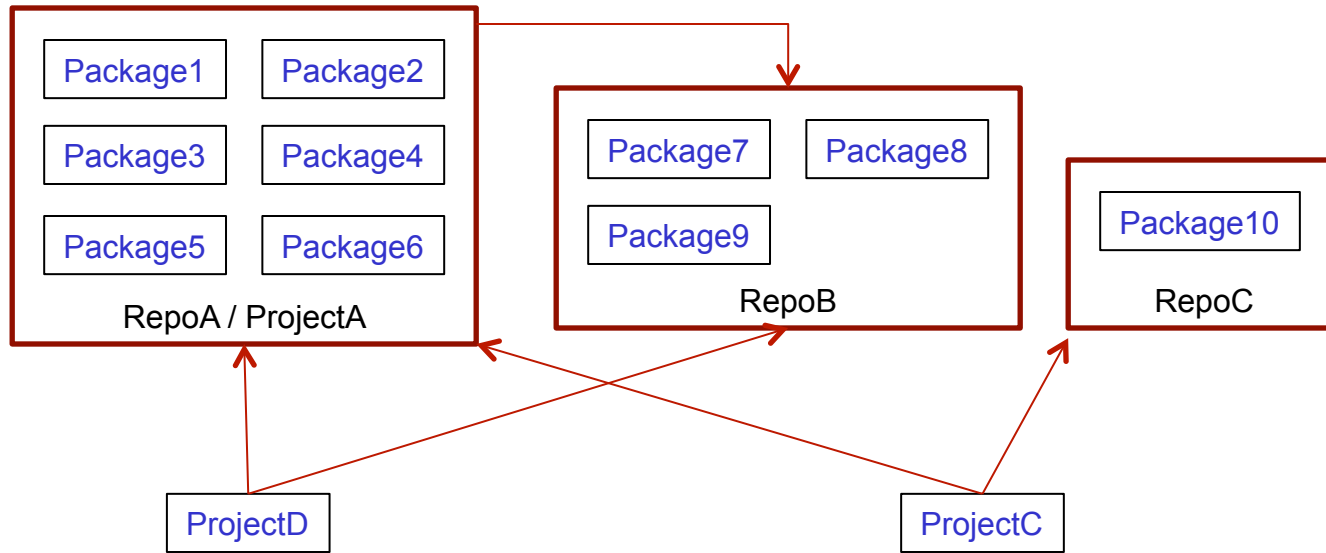 Package1
Package2
Package3
Package4
Package5
Package6
RepoA / ProjectA
Package7
Package8
Package9
RepoB
Package10
RepoC
ProjectD
ProjectC